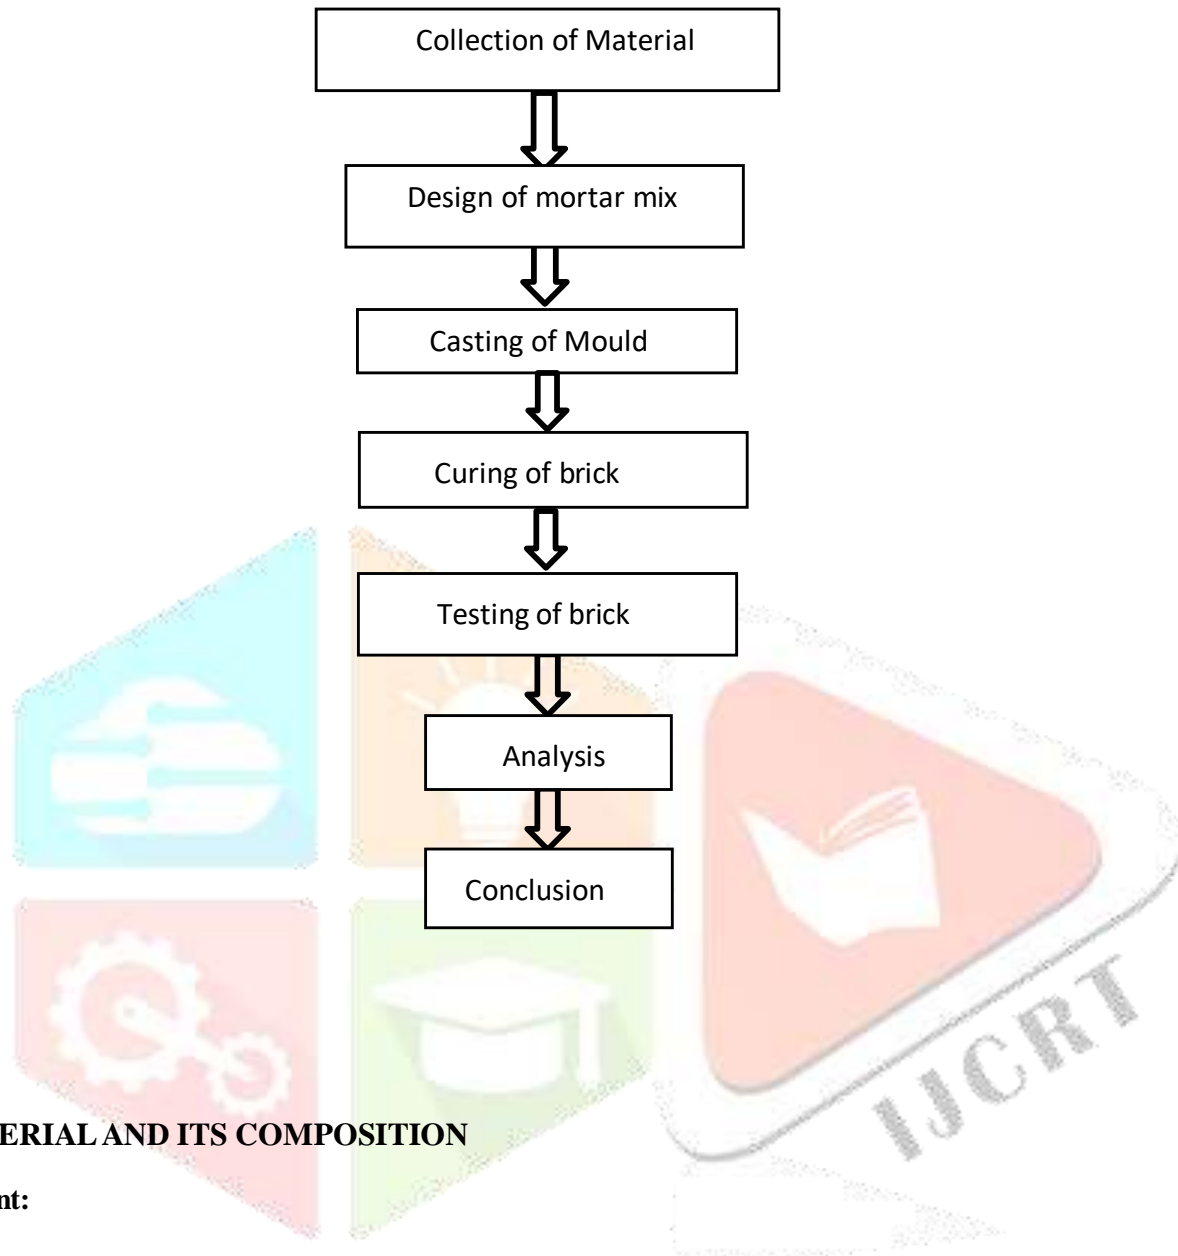 Collection of Material
Design of mortar mix
Casting of Mould
Curing of brick
Testing of brick
Analysis
Conclusion
IJCRT
ERIAL AND ITS COMPOSITION
nt: